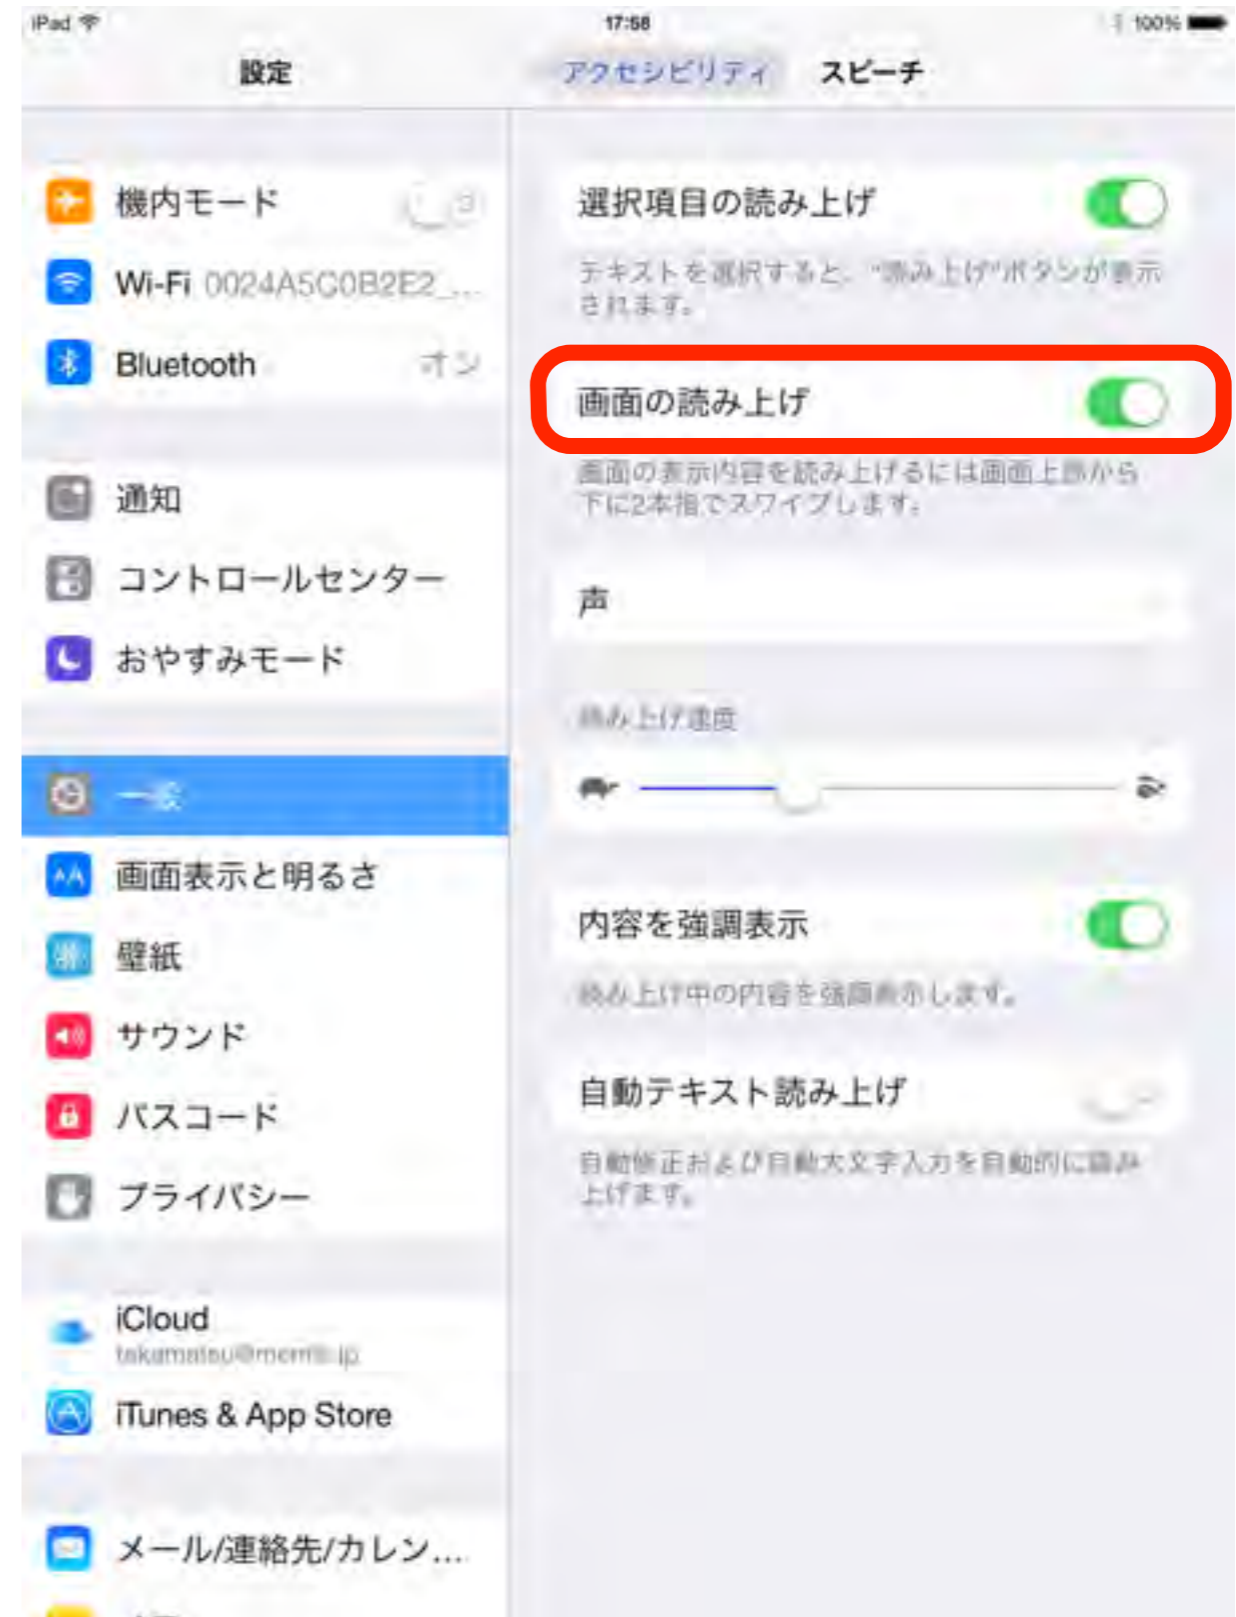 iPad
17:58
100%
設定
アクセシビリティ
スピーチ
機内モード
Wi-Fi 0024A5C0B2E2_...
Bluetooth オン
通知
コントロールセンター
おやすみモード
一般
画面表示と明るさ
壁紙
サウンド
パスコード
プライバシー
iCloud
iTunes & App Store
メール/連絡先/カレン...
選択項目の読み上げ
テキストを選択すると、"読み上げ"ボタンが表示
されます。
画面の読み上げ
画面の表示内容を読み上げるには画面上部から
下に2本指でスワイプします。
声
読み上げ速度
内容を強調表示
読み上げ中の内容を強調表示します。
自動テキスト読み上げ
自動修正および自動大文字入力を自動的に読み
上げます。